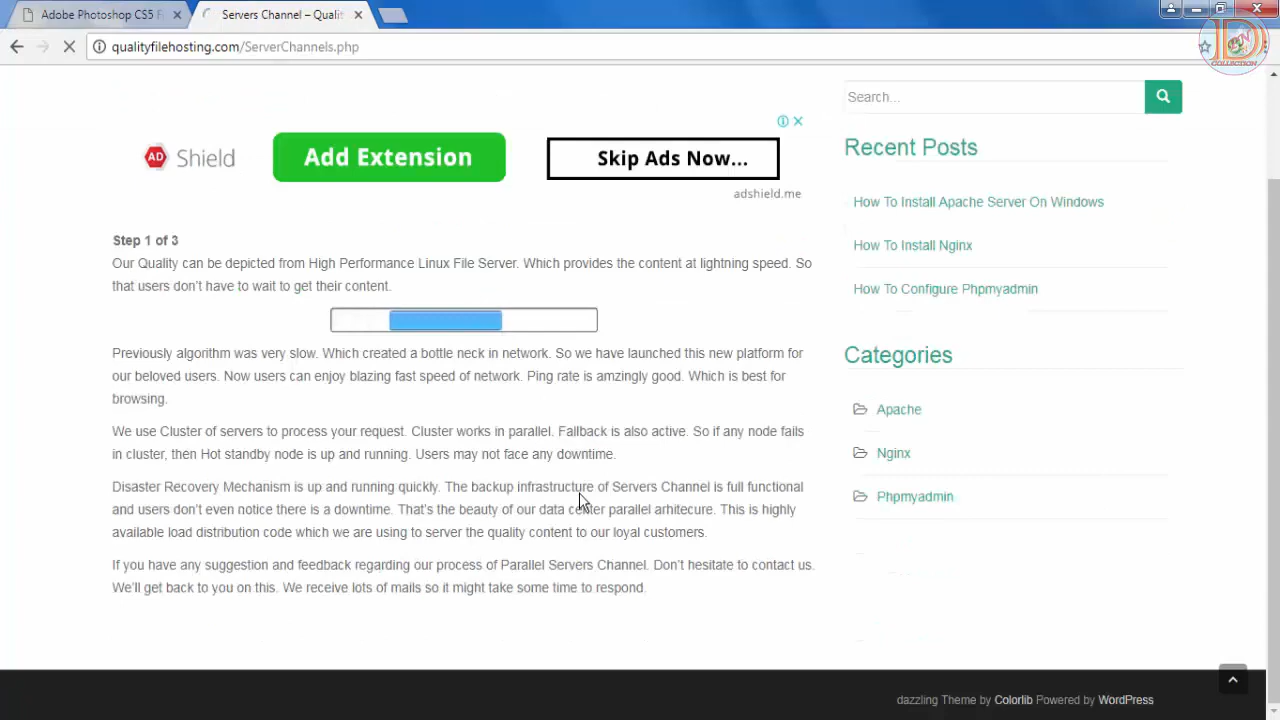 Adobe Photoshop CS5 F
Servers Channel – Qualit
qualityfilehosting.com/ServerChannels.php
D
COLLECTION
Search...
AD Shield
Add Extension
Skip Ads Now...
adshield.me
Recent Posts
How To Install Apache Server On Windows
How To Install Nginx
How To Configure Phpmyadmin
Step 1 of 3
Our Quality can be depicted from High Performance Linux File Server. Which provides the content at lightning speed. So
that users don't have to wait to get their content.
Previously algorithm was very slow. Which created a bottle neck in network. So we have launched this new platform for
our beloved users. Now users can enjoy blazing fast speed of network. Ping rate is amzingly good. Which is best for
browsing.
We use Cluster of servers to process your request. Cluster works in parallel. Fallback is also active. So if any node fails
in cluster, then Hot standby node is up and running. Users may not face any downtime.
Disaster Recovery Mechanism is up and running quickly. The backup infrastructure of Servers Channel is full functional
and users don't even notice there is a downtime. That's the beauty of our data center parallel arhitecure. This is highly
available load distribution code which we are using to server the quality content to our loyal customers.
If you have any suggestion and feedback regarding our process of Parallel Servers Channel. Don't hesitate to contact us.
We'll get back to you on this. We receive lots of mails so it might take some time to respond.
Categories
Apache
Nginx
Phpmyadmin
dazzling Theme by Colorlib Powered by WordPress